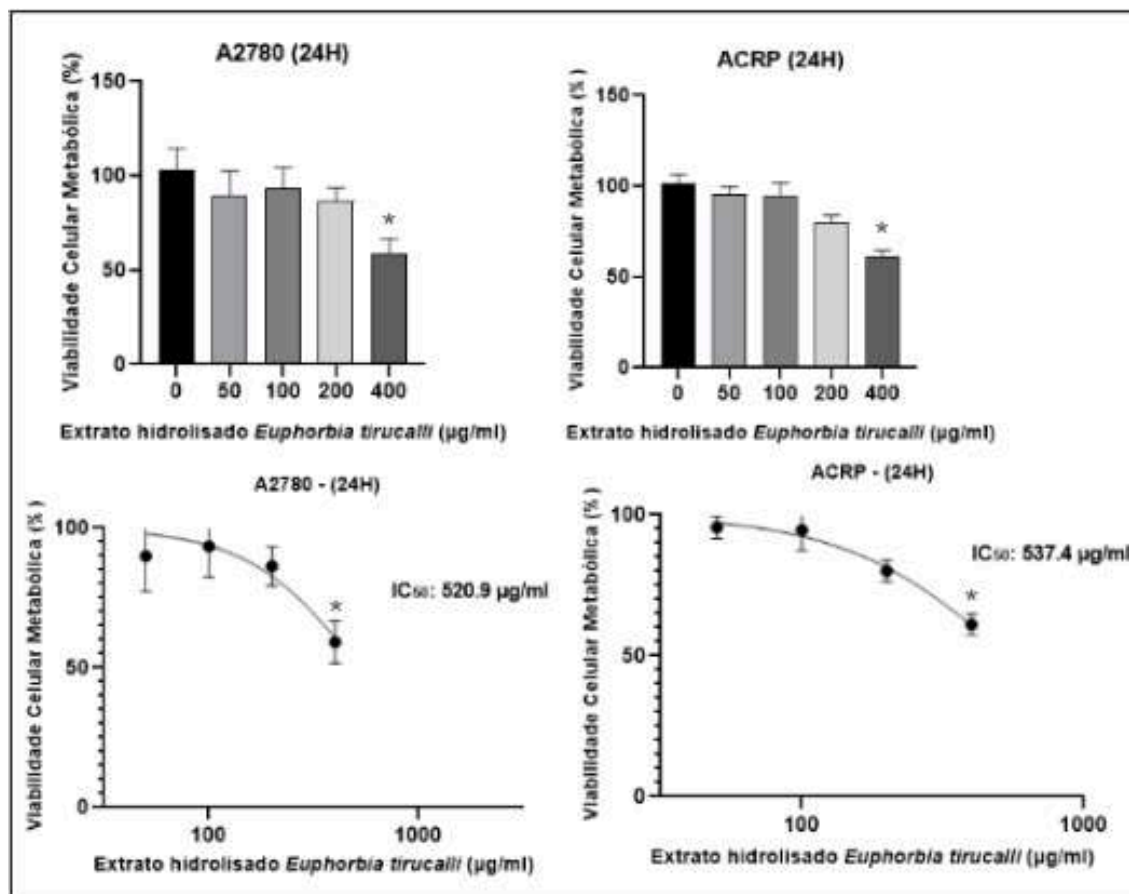 A2780 (24H)
Viabilidade Celular Metabólica (%)
150
100
50
0
*
0 50 100 200 400
Extrato hidrolisado Euphorbia tirucalli (µg/ml)
ACRP (24H)
Viabilidade Celular Metabólica (% )
150
100
50
0
*
0 50 100 200 400
Extrato hidrolisado Euphorbia tirucalli (µg/ml)
A2780 - (24H)
Viabilidade Celular Metabólica (% )
100
50
0
*
IC₅₀: 520.9 µg/ml
100 1000
Extrato hidrolisado Euphorbia tirucalli (µg/ml)
ACRP - (24H)
Viabilidade Celular Metabólica (% )
100
50
0
*
IC₅₀: 537.4 µg/ml
100 1000
Extrato hidrolisado Euphorbia tirucalli (µg/ml)